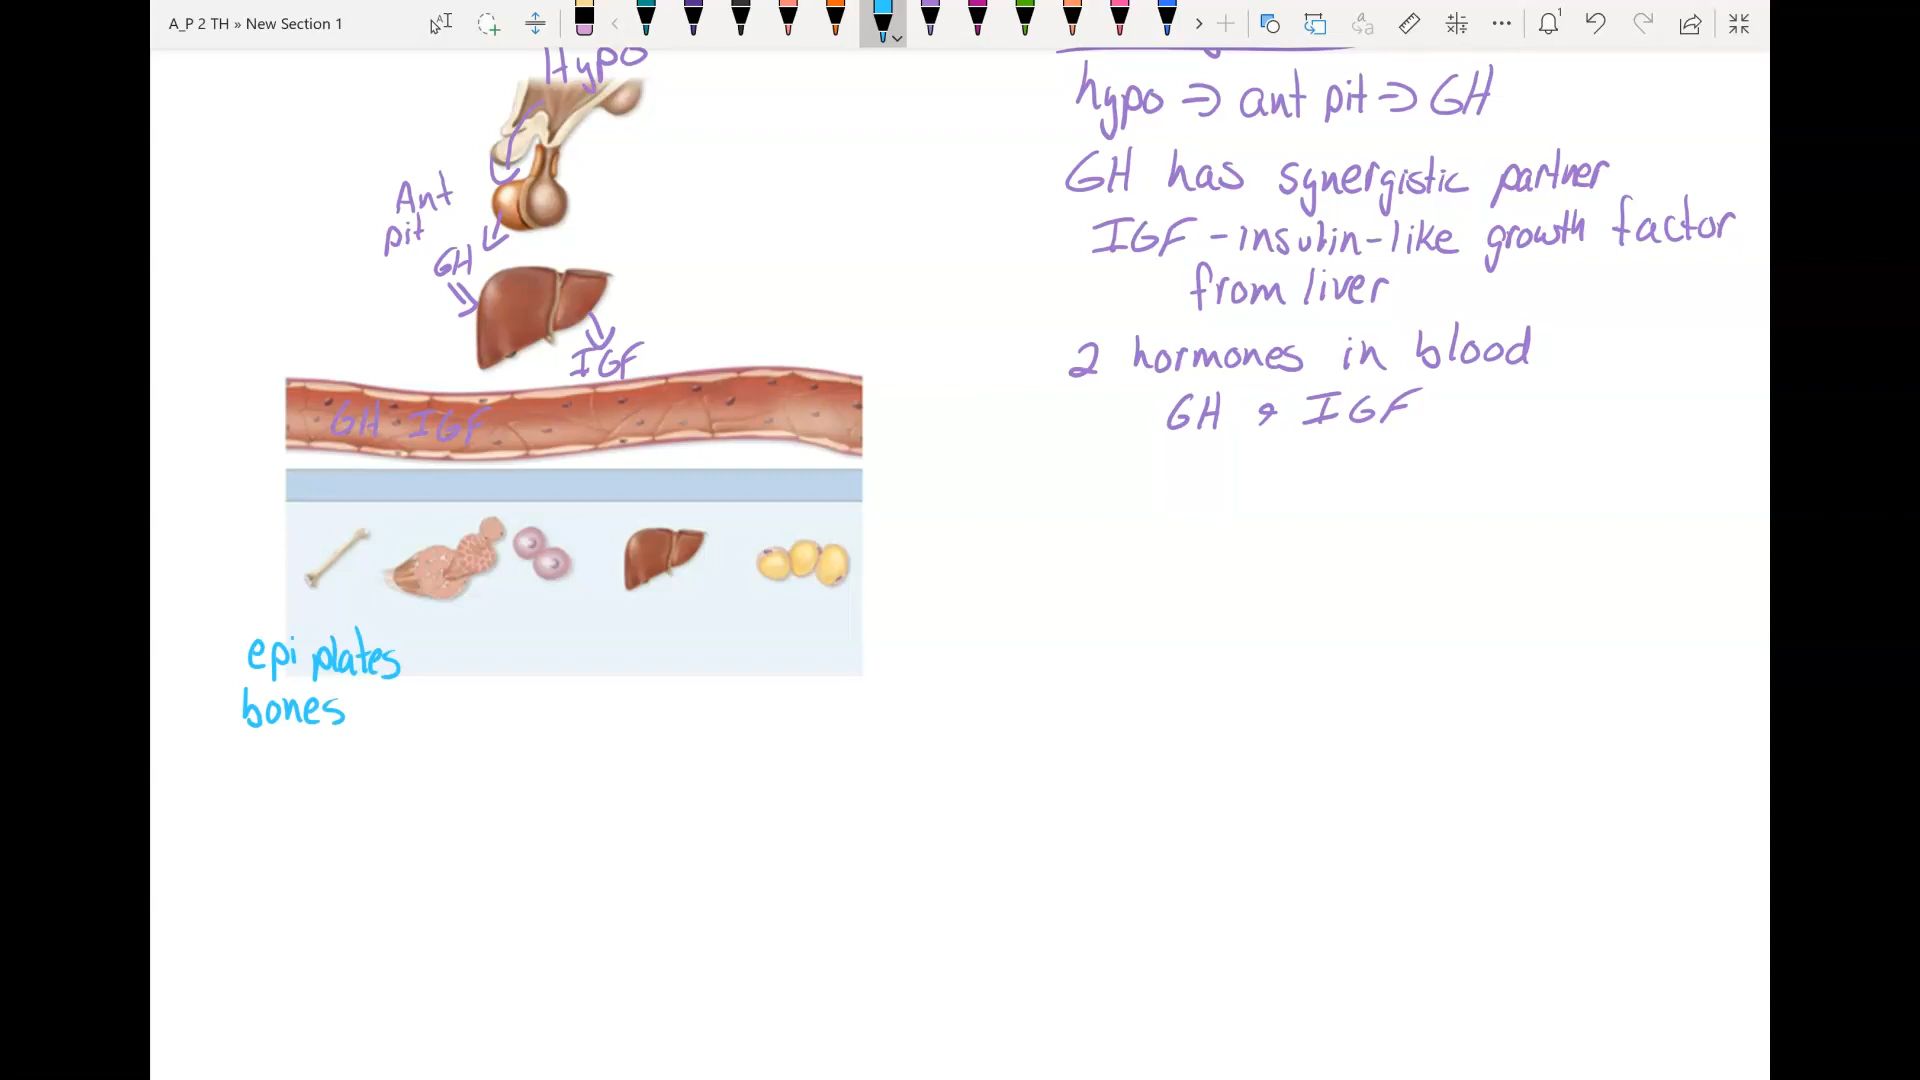 A_P 2 TH » New Section 1
1
Hypo
Ant
pit
GH
IGF
GH IGF
epi plates
bones
hypo ⇒ ant pit ⇒ GH
GH has synergistic partner
IGF - insulin-like growth factor
from liver
2 hormones in blood
GH & IGF